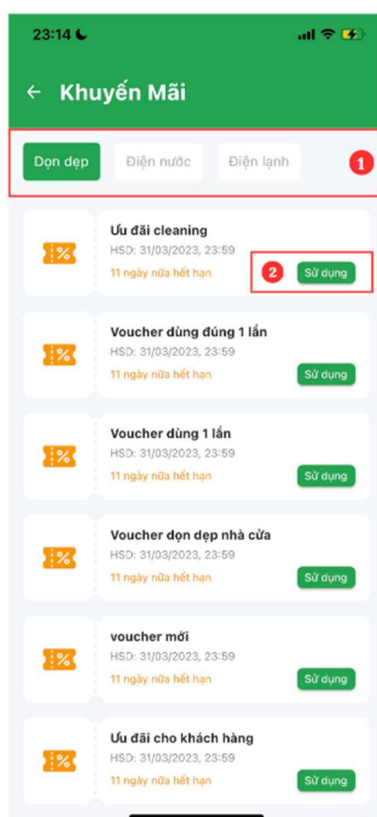 23:14
← Khuyến Mãi
Dọn dẹp Điện nước Điện lạnh 1
Ưu đãi cleaning
HSD: 31/03/2023, 23:59
11 ngày nữa hết hạn 2 Sử dụng
Voucher dùng đúng 1 lần
HSD: 31/03/2023, 23:59
11 ngày nữa hết hạn Sử dụng
Voucher dùng 1 lần
HSD: 31/03/2023, 23:59
11 ngày nữa hết hạn Sử dụng
Voucher dọn dẹp nhà cửa
HSD: 31/03/2023, 23:59
11 ngày nữa hết hạn Sử dụng
voucher mới
HSD: 31/03/2023, 23:59
11 ngày nữa hết hạn Sử dụng
Ưu đãi cho khách hàng
HSD: 31/03/2023, 23:59
11 ngày nữa hết hạn Sử dụng